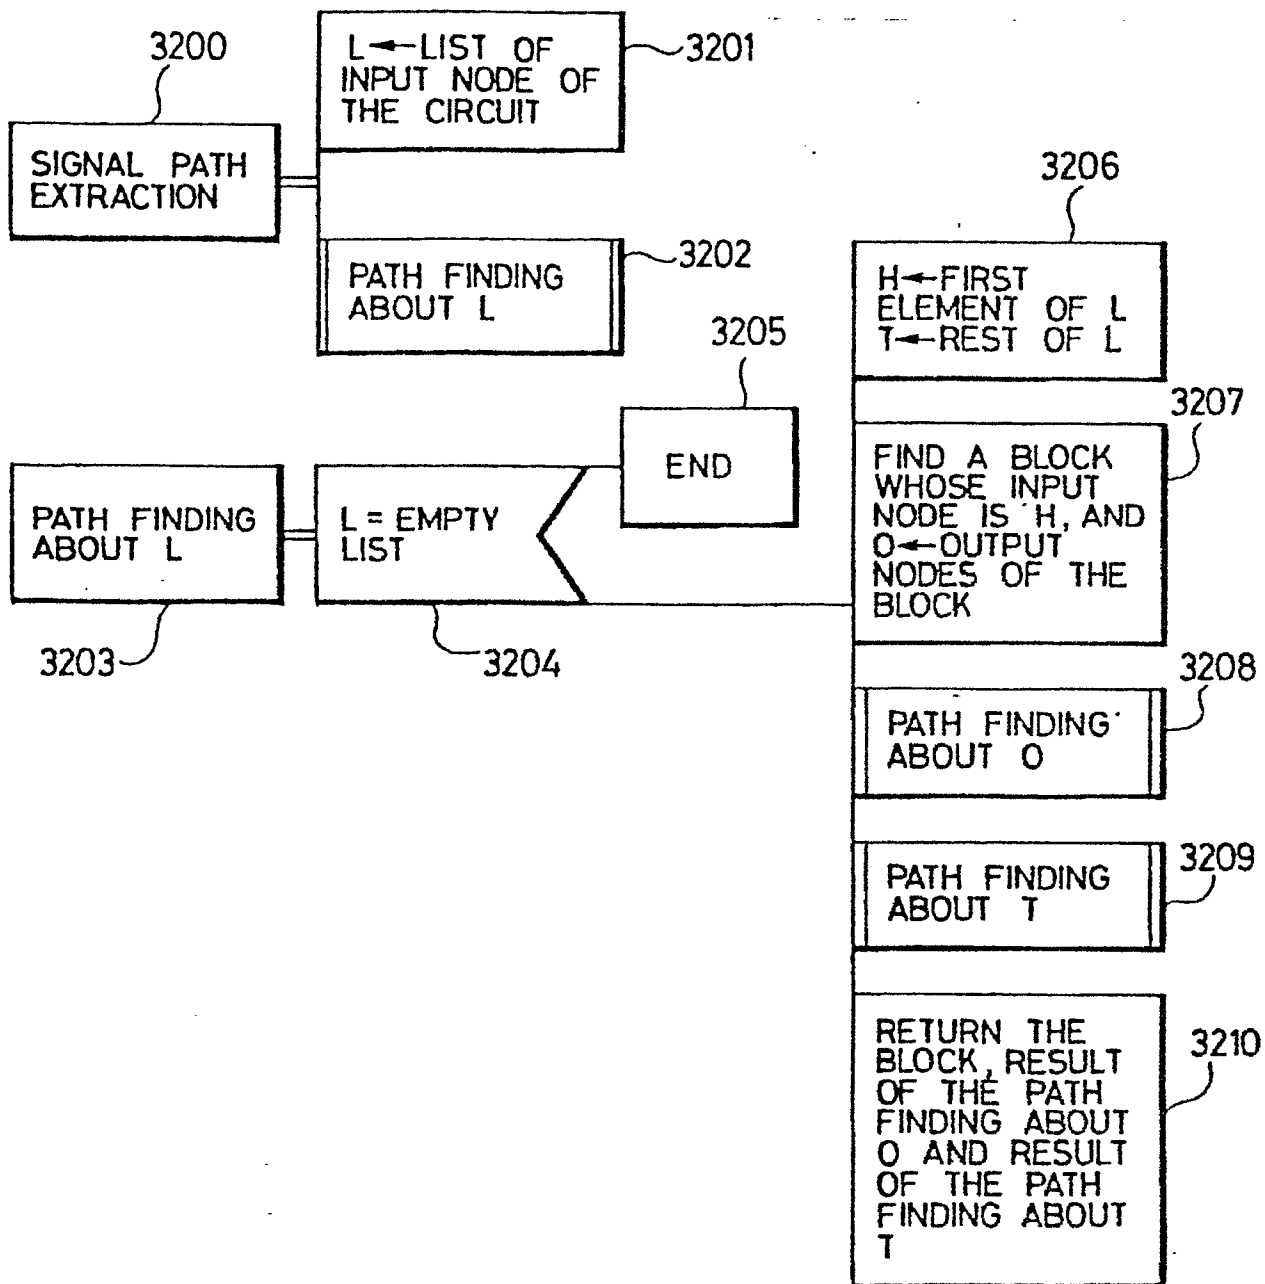 3200
SIGNAL PATH
EXTRACTION
L←LIST OF
INPUT NODE OF
THE CIRCUIT
3201
PATH FINDING
ABOUT L
3202
3203
PATH FINDING
ABOUT L
L = EMPTY
LIST
3204
3205
END
3206
H←FIRST
ELEMENT OF L
T←REST OF L
3207
FIND A BLOCK
WHOSE INPUT
NODE IS H, AND
O←OUTPUT
NODES OF THE
BLOCK
3208
PATH FINDING
ABOUT O
3209
PATH FINDING
ABOUT T
3210
RETURN THE
BLOCK, RESULT
OF THE PATH
FINDING ABOUT
O AND RESULT
OF THE PATH
FINDING ABOUT
T